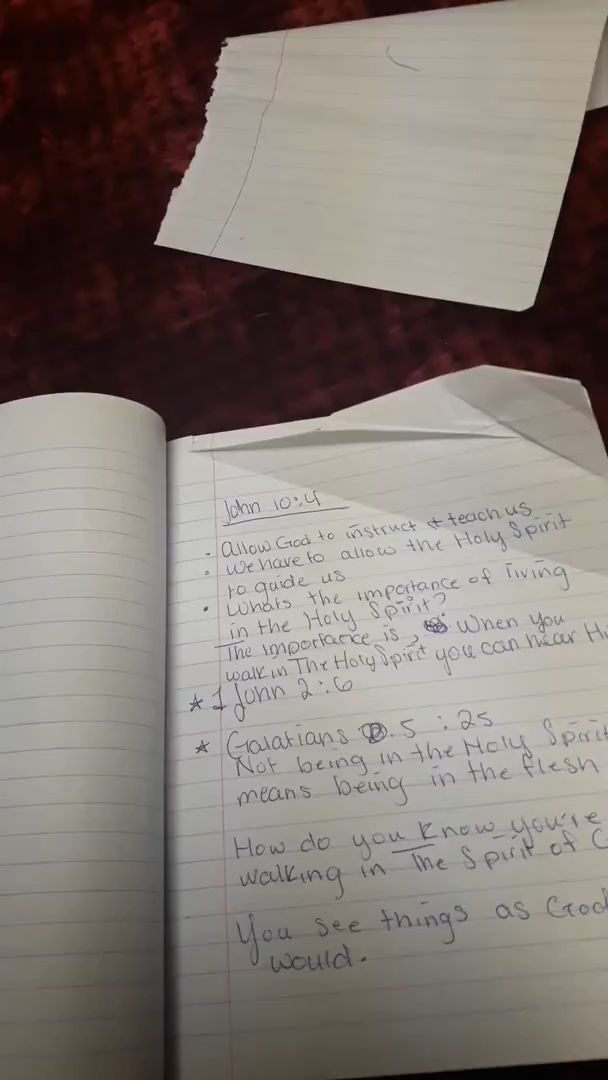 John 10:4
• Allow God to instruct & teach us
• We have to allow the Holy Spirit
to guide us
• Whats the importance of living
in the Holy Spirit?
The importance is, When you
walk in The Holy Spirit you can hear Hi
* 1 John 2:6
* Galatians 5:25
Not being in the Holy Spirit
means being in the flesh
How do you know you're
walking in the Spirit of G
You see things as God
would.